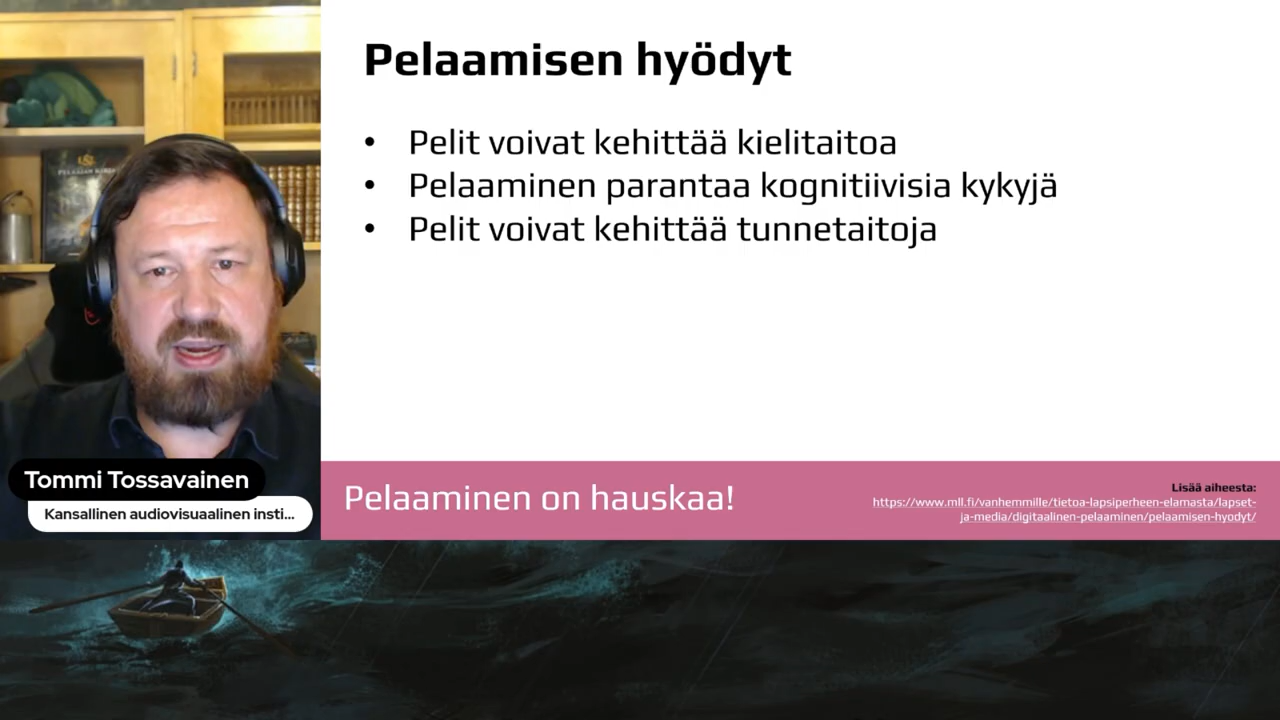 Pelaamisen hyödyt
• Pelit voivat kehittää kielitaitoa
• Pelaaminen parantaa kognitiivisia kykyjä
• Pelit voivat kehittää tunnetaitoja
Tommi Tossavainen
Kansallinen audiovisuaalinen insti...
Pelaaminen on hauskaa!
Lisää aiheesta:
https://www.mll.fi/vanhemmille/tietoa-lapsiperheen-elamasta/lapset-
ja-media/digitaalinen-pelaaminen/pelaamisen-hyodyt/